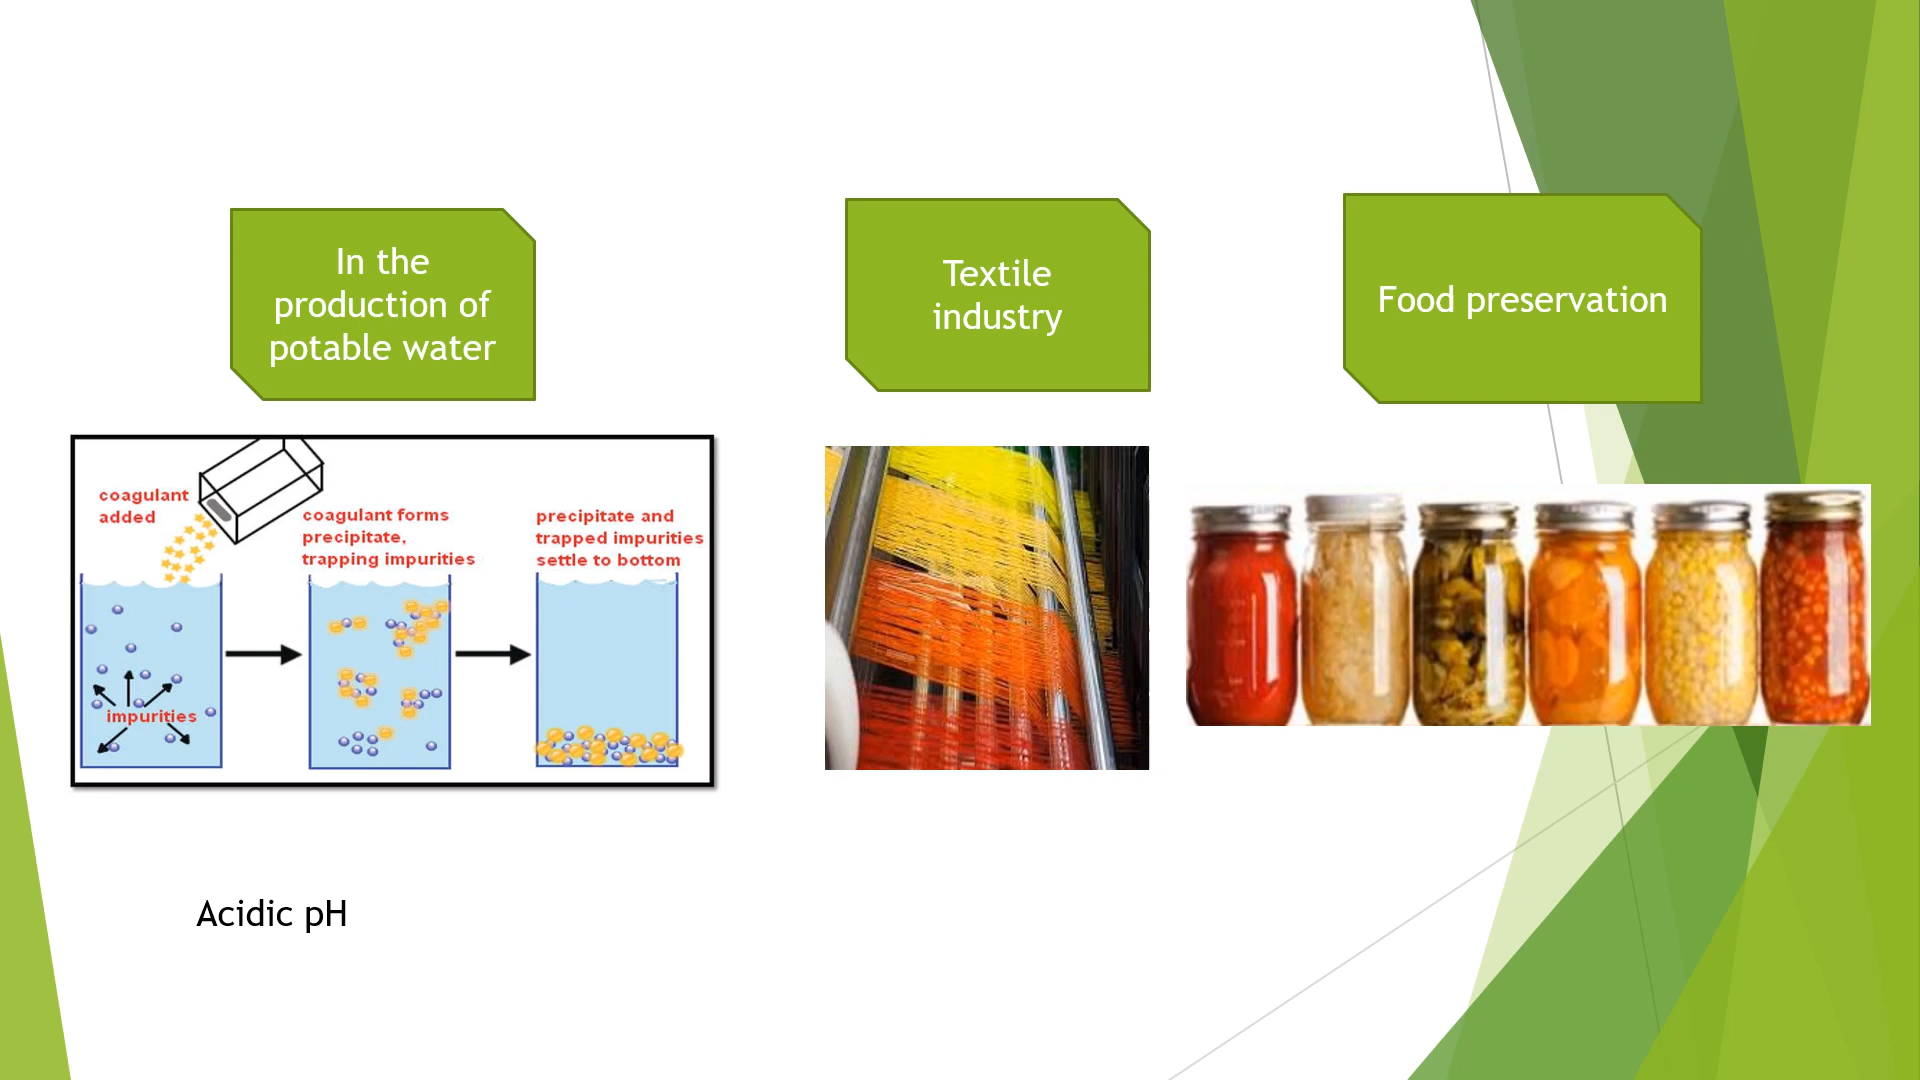 In the
production of
potable water
Textile
industry
Food preservation
coagulant
added
coagulant forms
precipitate,
trapping impurities
precipitate and
trapped impurities
settle to bottom
impurities
Acidic pH